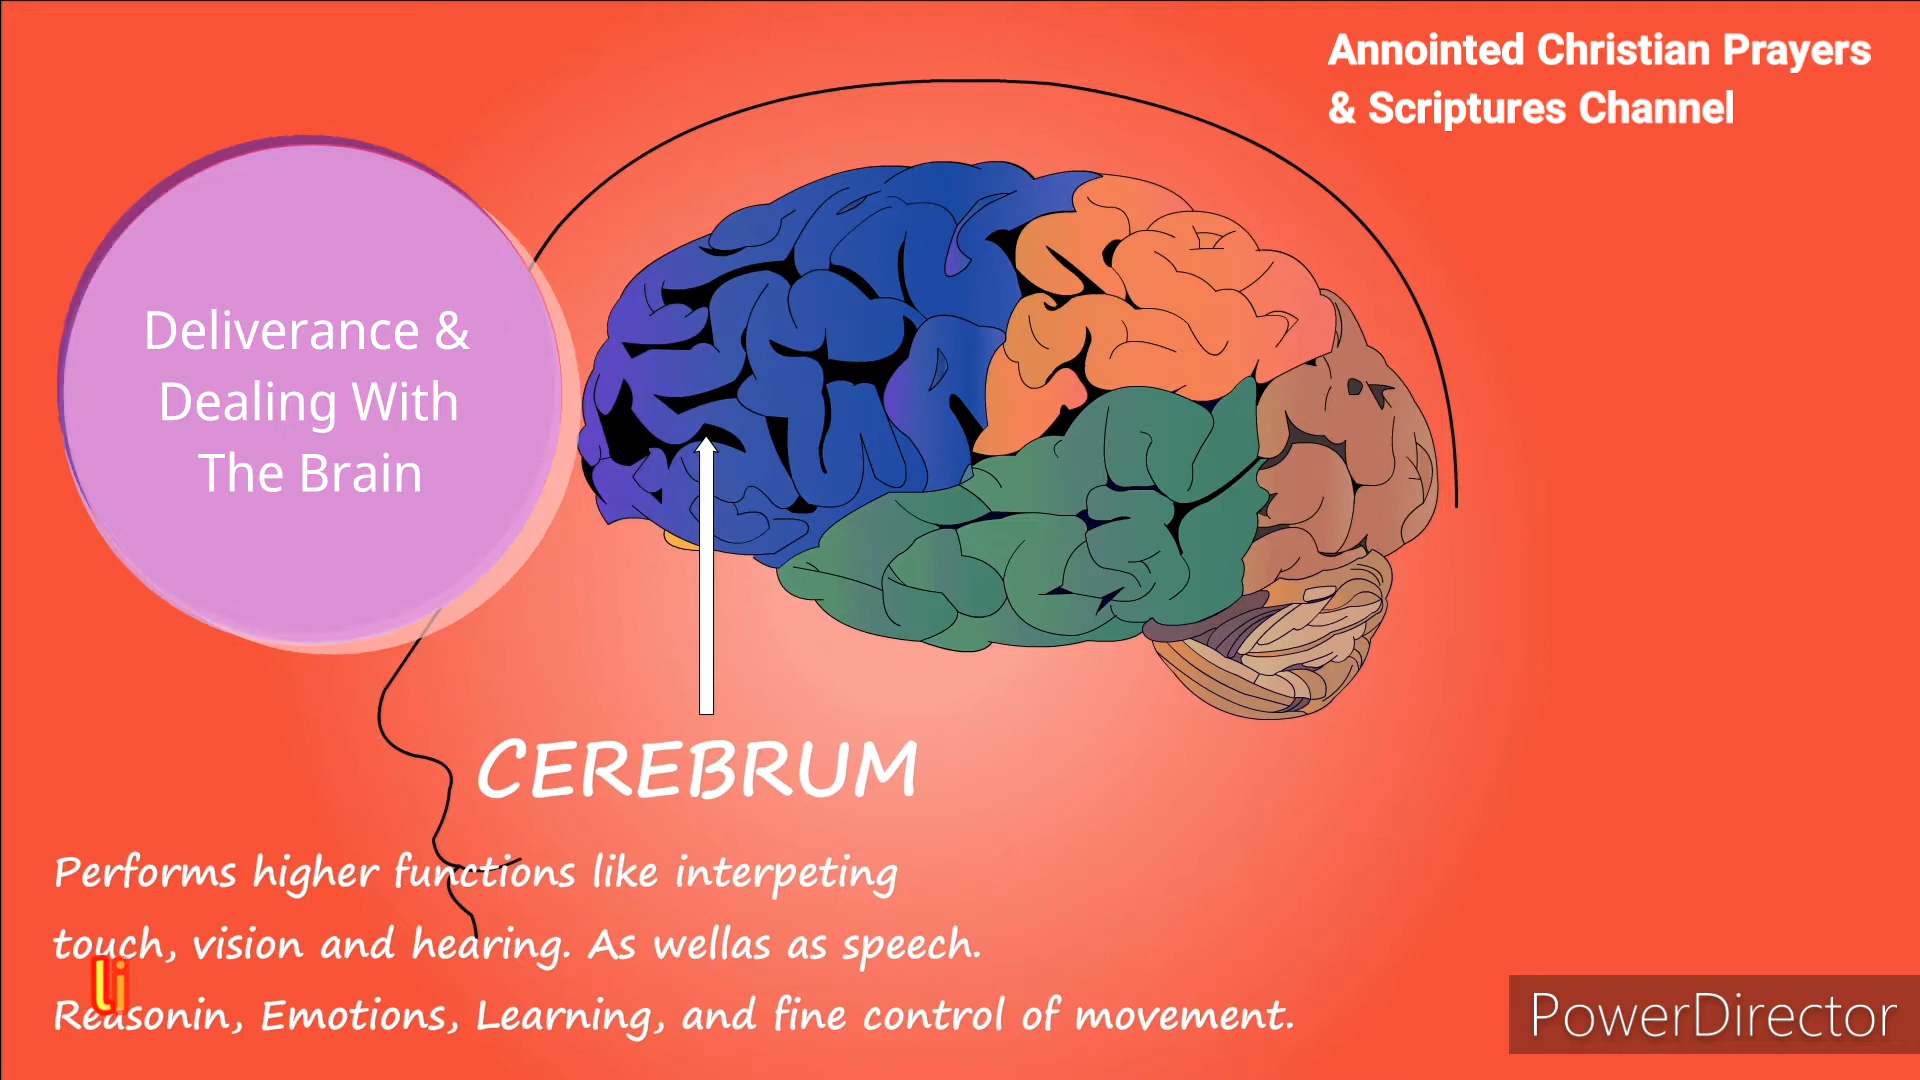 Annointed Christian Prayers
& Scriptures Channel
Deliverance &
Dealing With
The Brain
CEREBRUM
Performs higher functions like interpeting
touch, vision and hearing. As wellas as speech.
li
Reasonin, Emotions, Learning, and fine control of movement.
PowerDirector